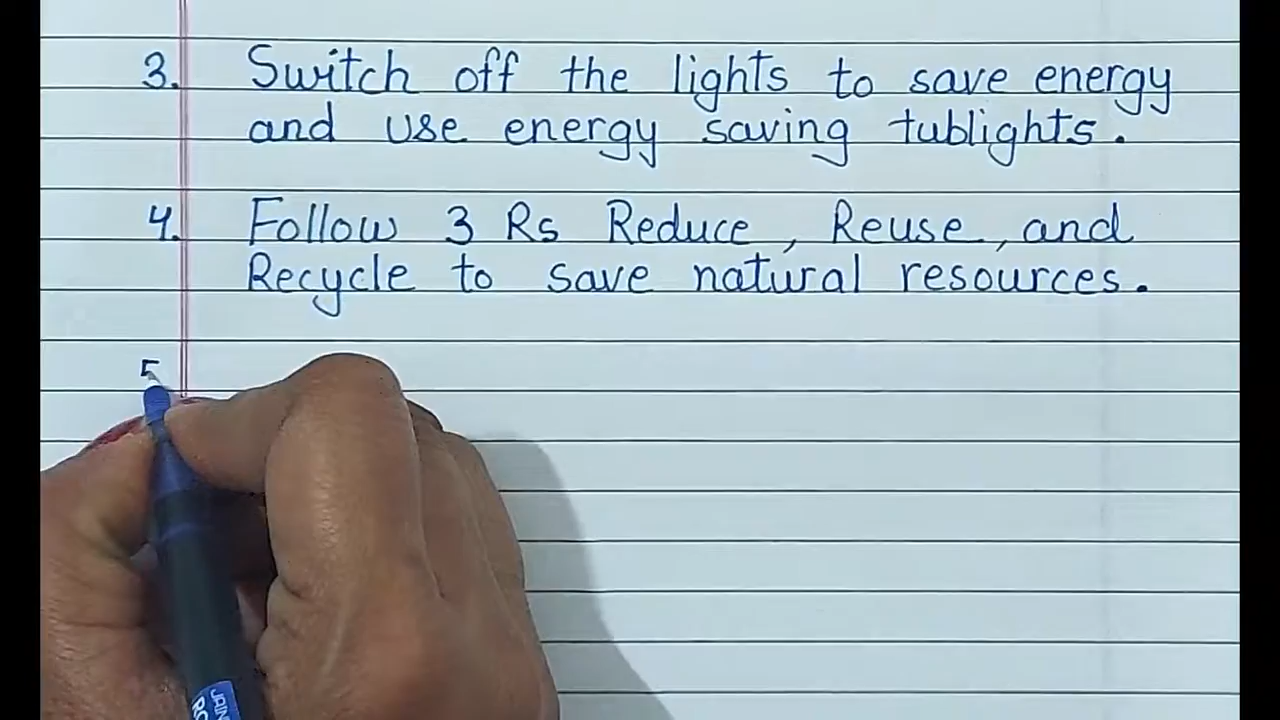 3. Switch off the lights to save energy
and use energy saving tublights.
4. Follow 3 Rs Reduce, Reuse, and
Recycle to save natural resources.
5